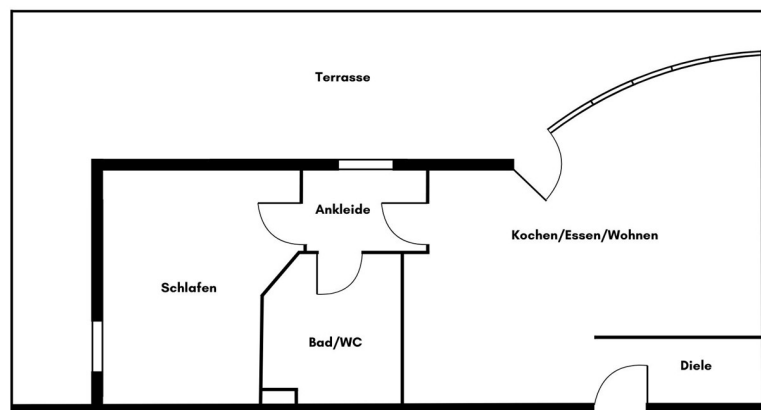 Terrasse
Ankleide
Kochen/Essen/Wohnen
Schlafen
Bad/WC
Diele